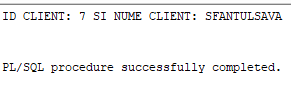 ID CLIENT: 7 SI NUME CLIENT: SFANTULSAVA
PL/SQL procedure successfully completed.